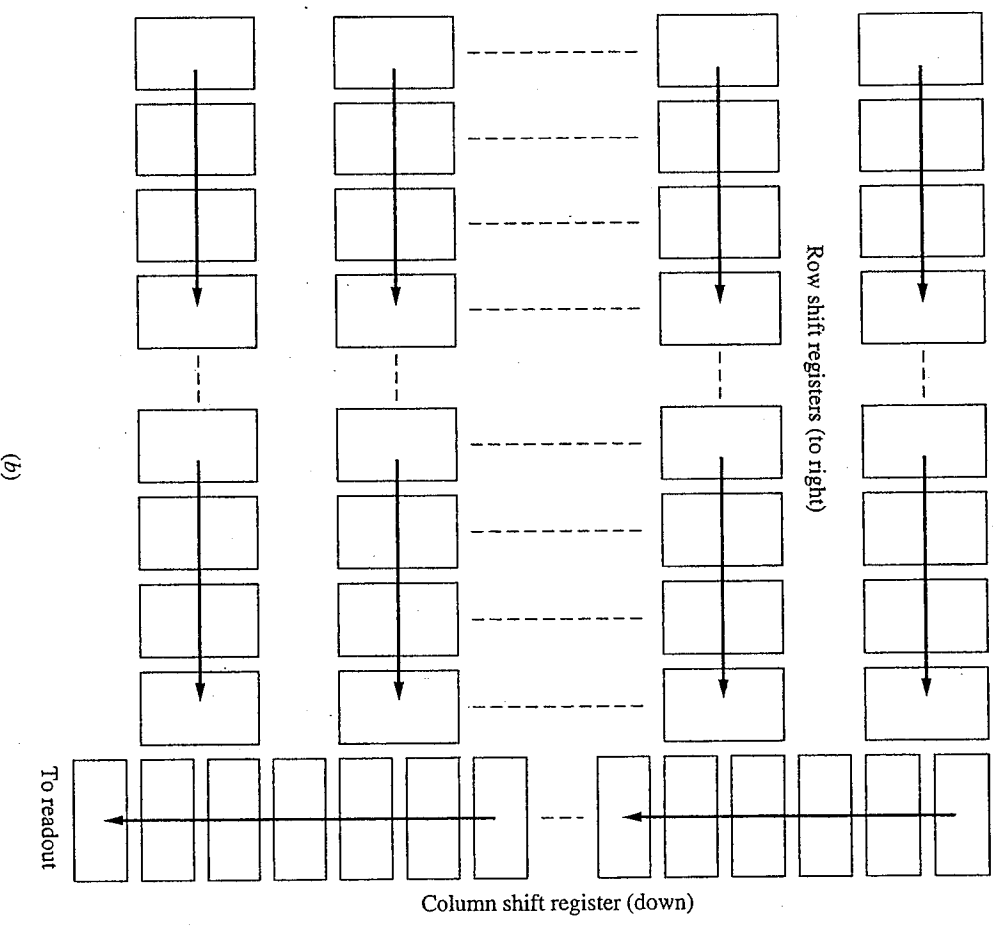 Row shift registers (to right)
Column shift register (down)
To readout
(b)